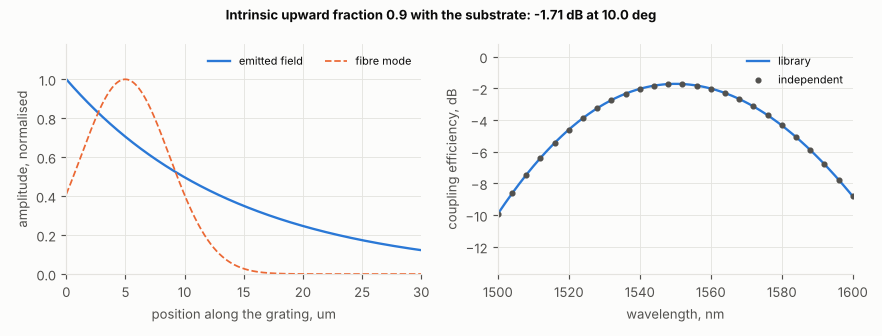 Intrinsic upward fraction 0.9 with the substrate: -1.71 dB at 10.0 deg
emitted field
fibre mode
amplitude, normalised
1.0
0.8
0.6
0.4
0.2
0.0
0
5
10
15
20
25
30
position along the grating, um
library
independent
coupling efficiency, dB
0
−2
−4
−6
−8
−10
−12
1500
1520
1540
1560
1580
1600
wavelength, nm